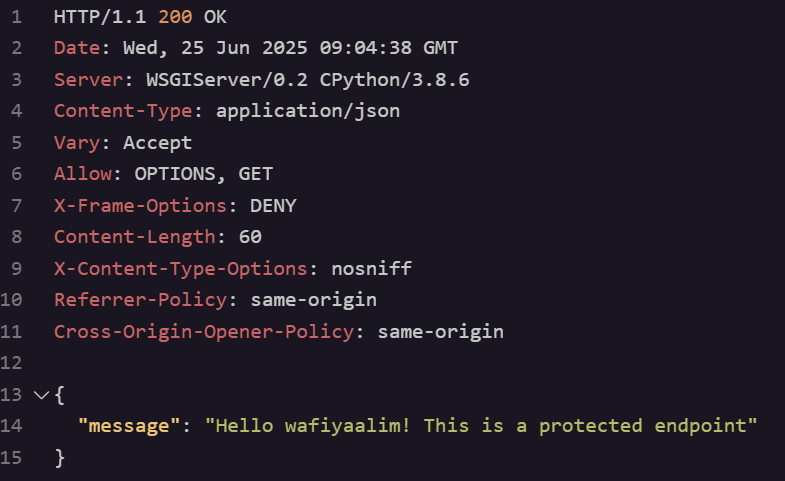 1 HTTP/1.1 200 OK
2 Date: Wed, 25 Jun 2025 09:04:38 GMT
3 Server: WSGIServer/0.2 CPython/3.8.6
4 Content-Type: application/json
5 Vary: Accept
6 Allow: OPTIONS, GET
7 X-Frame-Options: DENY
8 Content-Length: 60
9 X-Content-Type-Options: nosniff
10 Referrer-Policy: same-origin
11 Cross-Origin-Opener-Policy: same-origin
12
13 {
14 "message": "Hello wafiyaalim! This is a protected endpoint"
15 }